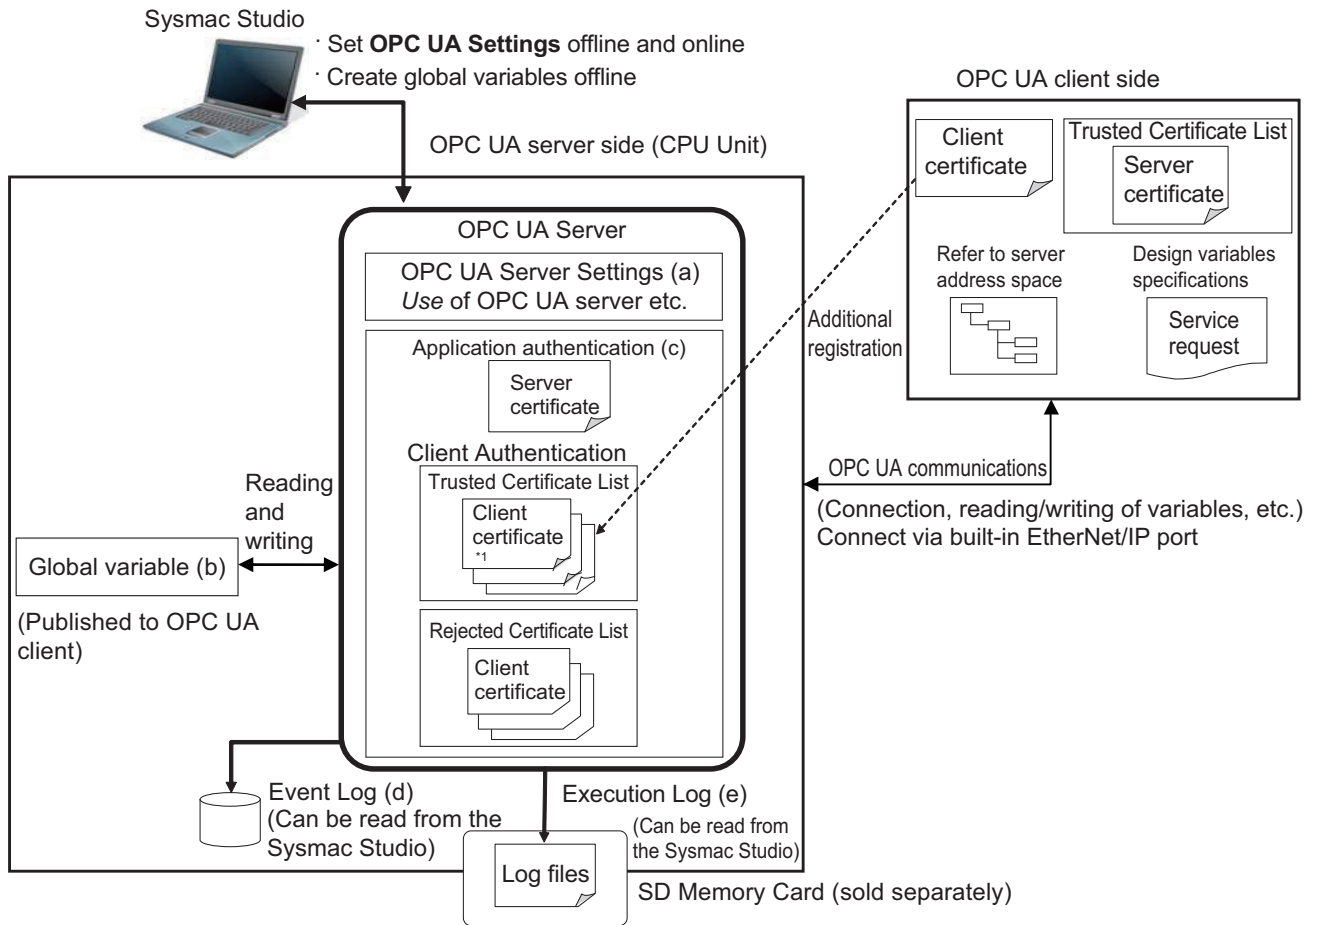 Sysmac Studio
· Set OPC UA Settings offline and online
· Create global variables offline
OPC UA server side (CPU Unit)
OPC UA client side
Client
certificate
Trusted Certificate List
Server
certificate
Refer to server
address space
Design variables
specifications
Service
request
Additional
registration
OPC UA communications
(Connection, reading/writing of variables, etc.)
Connect via built-in EtherNet/IP port
OPC UA Server
OPC UA Server Settings (a)
Use of OPC UA server etc.
Application authentication (c)
Server
certificate
Client Authentication
Trusted Certificate List
Client
certificate
*1
Rejected Certificate List
Client
certificate
Reading
and
writing
Global variable (b)
(Published to OPC UA
client)
Event Log (d)
(Can be read from the
Sysmac Studio)
Execution Log (e)
(Can be read from
the Sysmac Studio)
Log files
SD Memory Card (sold separately)